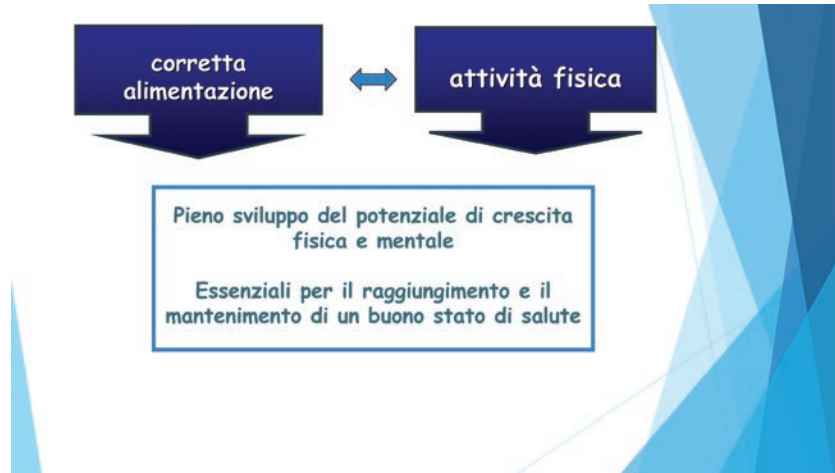 corretta
alimentazione
attività fisica
Pieno sviluppo del potenziale di crescita
fisica e mentale
Essenziali per il raggiungimento e il
mantenimento di un buono stato di salute